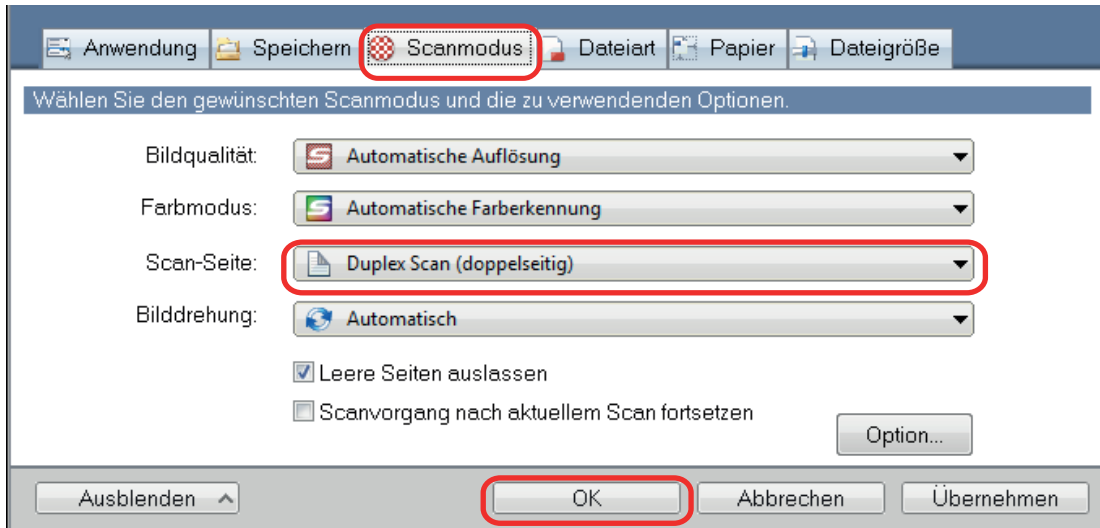 Anwendung Speichern Scanmodus Dateiart Papier Dateigröße
Wählen Sie den gewünschten Scanmodus und die zu verwendenden Optionen.
Bildqualität: Automatische Auflösung
Farbmodus: Automatische Farberkennung
Scan-Seite: Duplex Scan (doppelseitig)
Bilddrehung: Automatisch
Leere Seiten auslassen
Scanvorgang nach aktuellem Scan fortsetzen
Option...
Ausblenden OK Abbrechen Übernehmen